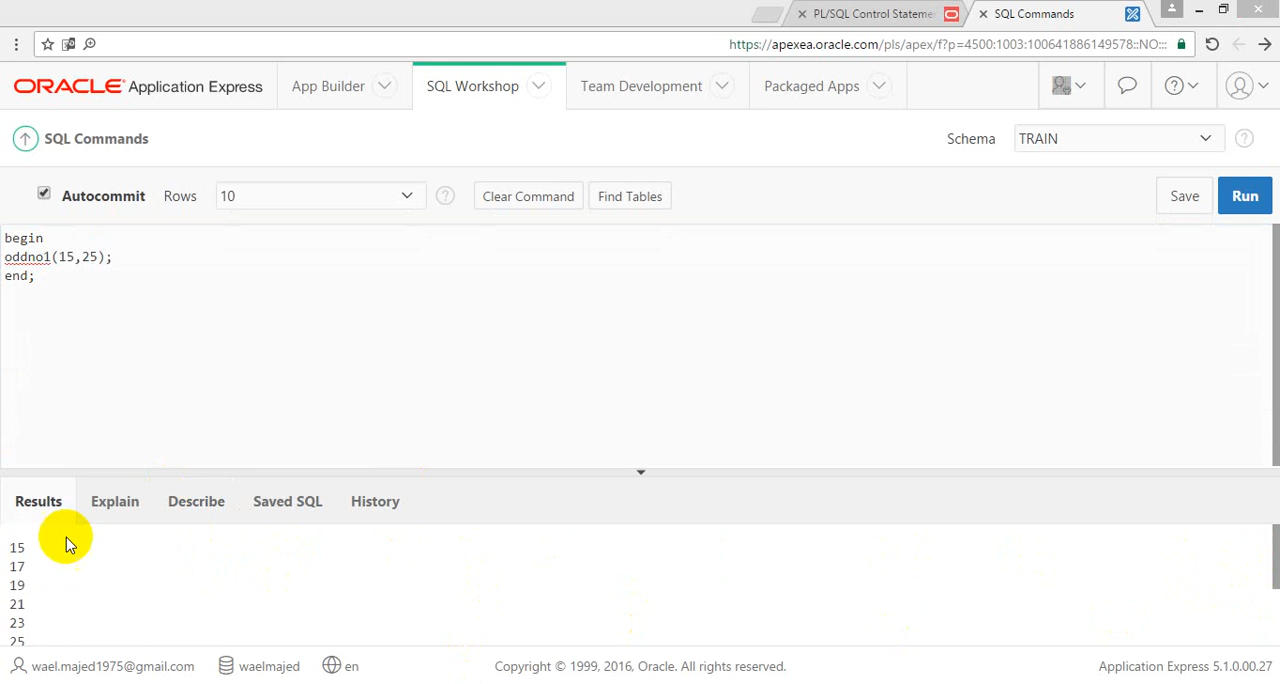 PL/SQL Control Stateme
SQL Commands
https://apexea.oracle.com/pls/apex/f?p=4500:1003:100641886149578::NO:::
ORACLE® Application Express
App Builder
SQL Workshop
Team Development
Packaged Apps
SQL Commands
Schema
TRAIN
Autocommit
Rows
10
Clear Command
Find Tables
Save
Run
begin
oddno1(15,25);
end;
Results
Explain
Describe
Saved SQL
History
15
17
19
21
23
25
wael.majed1975@gmail.com
waelmajed
en
Copyright © 1999, 2016, Oracle. All rights reserved.
Application Express 5.1.0.00.27